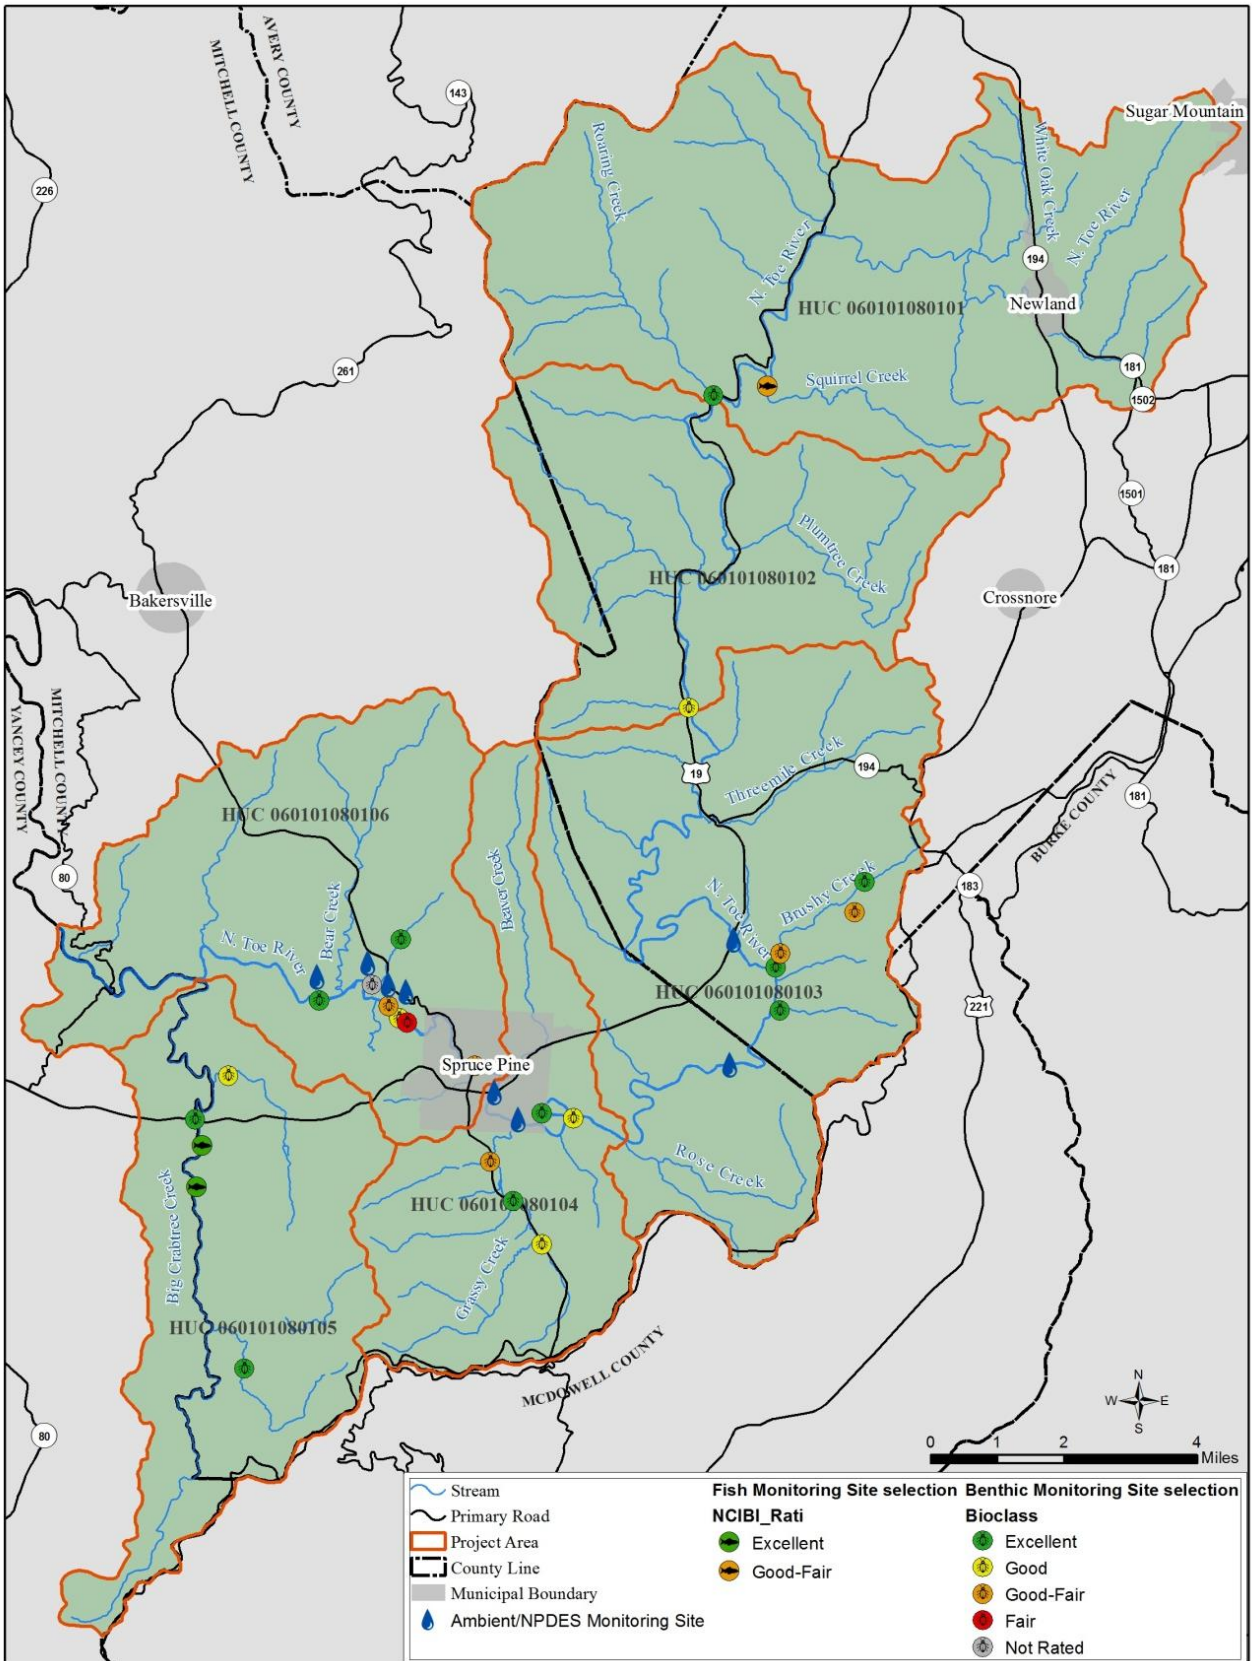 AVERY COUNTY
MITCHELL COUNTY
143
Sugar Mountain
226
Roaring Creek
White Oak Creek
N. Toe River
N. Toe River
194
HUC 060101080101
Newland
261
181
Squirrel Creek
1502
1501
Plumtree Creek
HUC 060101080102
181
Bakersville
Crossnore
MITCHELL COUNTY
YANCEY COUNTY
19
Threemile Creek
194
181
BURKE COUNTY
HUC 060101080106
80
Beaver Creek
Brushy Creek
183
N. Toe River
Bear Creek
N. Toe River
HUC 060101080103
221
Spruce Pine
Rose Creek
Big Crabtree Creek
HUC 060101080104
Grassy Creek
HUC 060101080105
MCDOWELL COUNTY
80
N
W E
S
0 1 2 4
Miles
Stream
Primary Road
Project Area
County Line
Municipal Boundary
Ambient/NPDES Monitoring Site
Fish Monitoring Site selection
NCIBI_Rati
Excellent
Good-Fair
Benthic Monitoring Site selection
Bioclass
Excellent
Good
Good-Fair
Fair
Not Rated